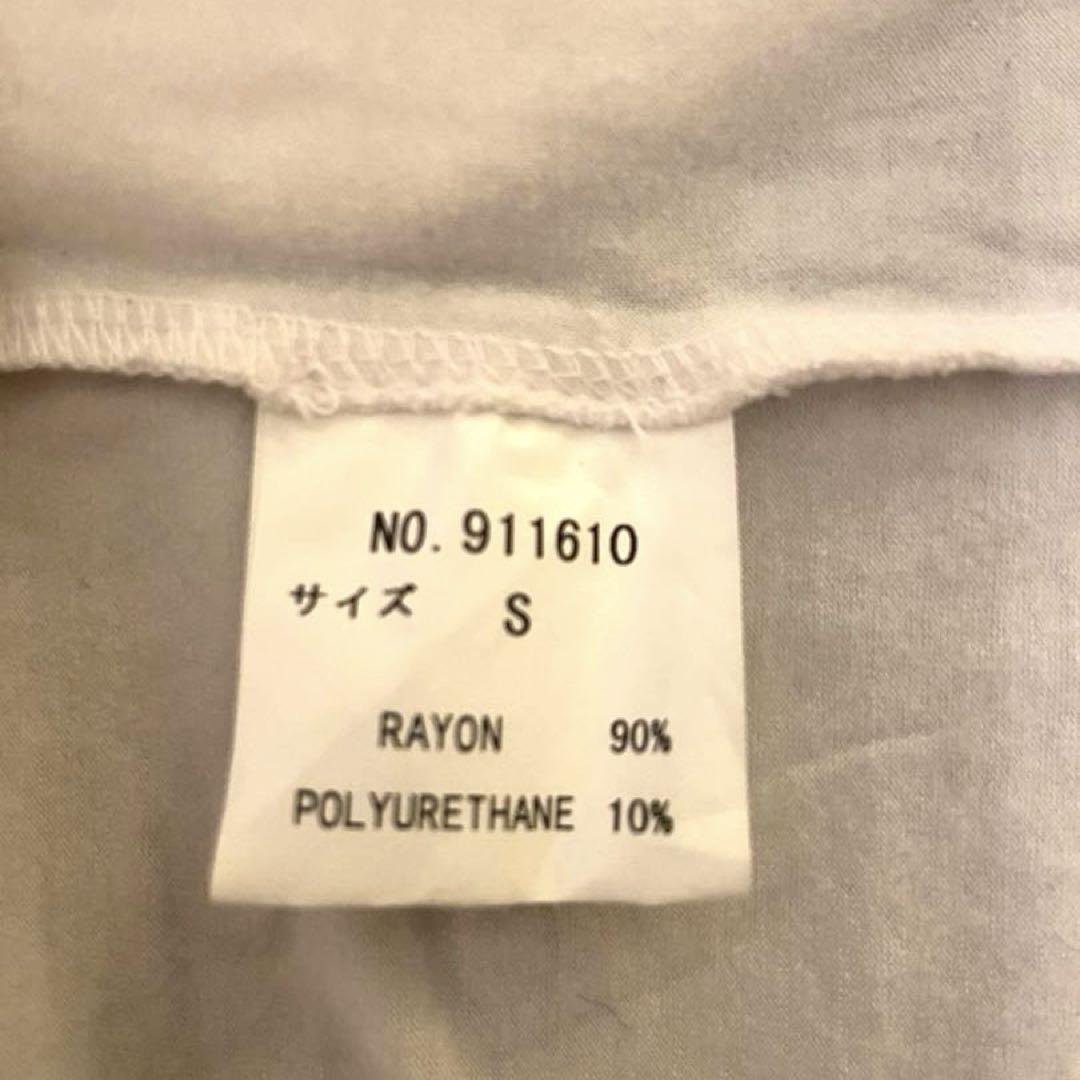 NO. 911610
サイズ S
RAYON 90%
POLYURETHANE 10%